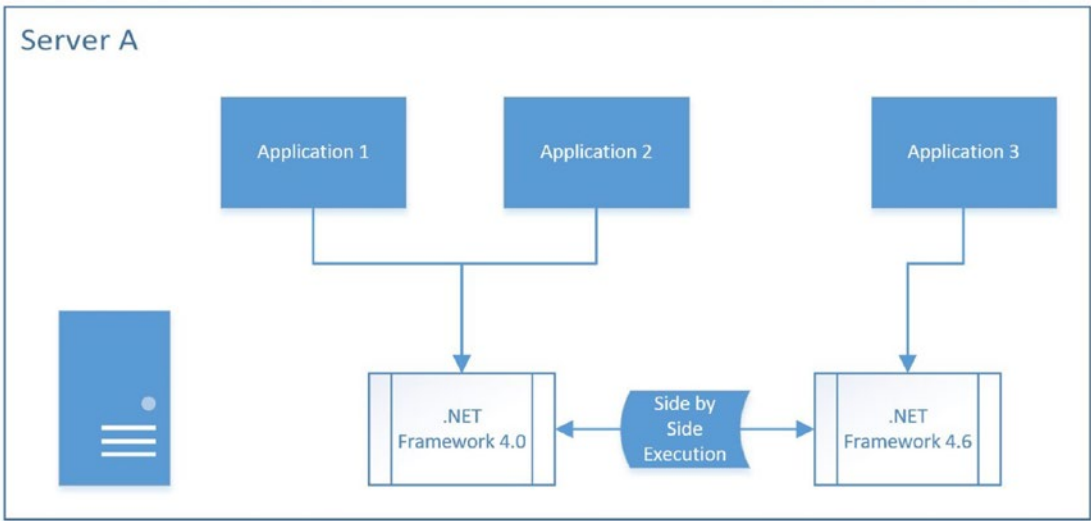 Server A
Application 1
Application 2
Application 3
.NET
Framework 4.0
Side by
Side
Execution
.NET
Framework 4.6